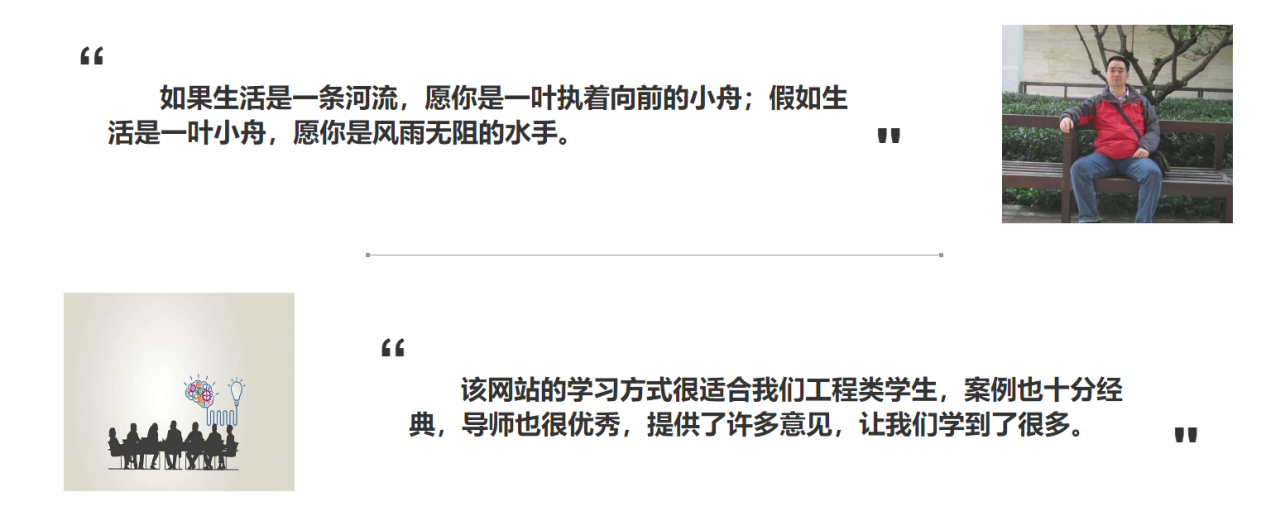 “
如果生活是一条河流，愿你是一叶执着向前的小舟；假如生
活是一叶小舟，愿你是风雨无阻的水手。
"
“
该网站的学习方式很适合我们工程类学生，案例也十分经
典，导师也很优秀，提供了许多意见，让我们学到了很多。
"